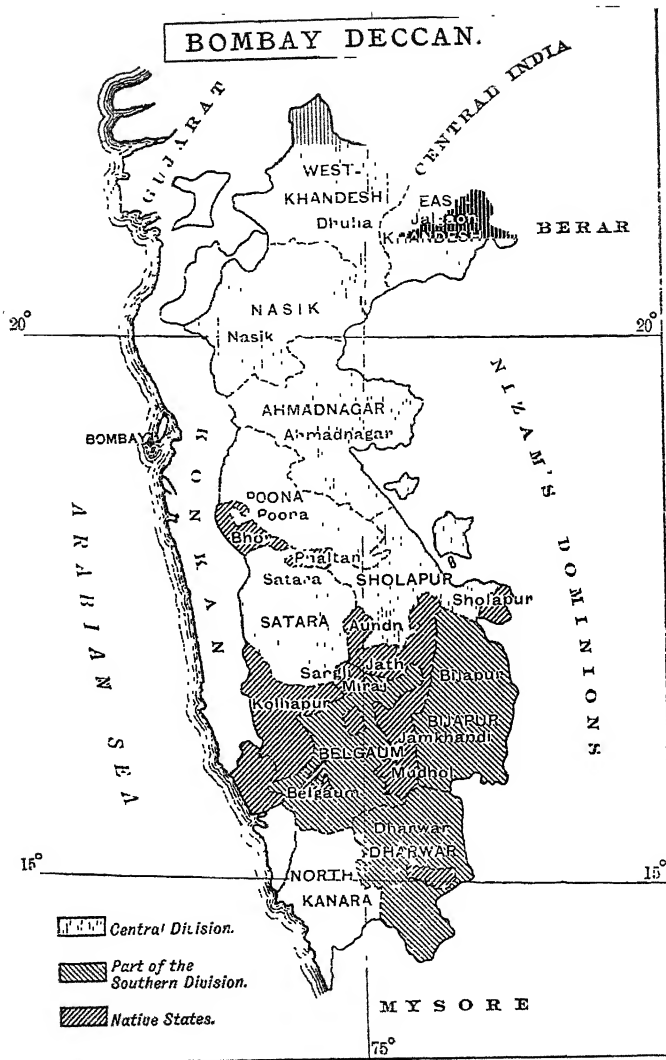 BOMBAY DECCAN.
GUJARAT
CENTRAL INDIA
WEST-
KHANDESH
Dhulia
EAS
Jalgaon
KHANDESH
BERAR
20°
20°
NASIK
Nasik
NIZAM'S DOMINIONS
AHMADNAGAR
Ahmadnagar
BOMBAY
KONKAN
ARABIAN SEA
POONA
Poona
Bhor
Phaltan
Satara
SHOLAPUR
Sholapur
SATARA
Aundh
Sangli
Jath
Miraj
Kolhapur
Bijapur
BIJAPUR
Jamkhandi
BELGAUM
Mudhol
Belgaum
Dharwar
DHARWAR
15°
15°
NORTH
KANARA
Central Division.
Part of the
Southern Division.
Native States.
MYSORE
75°